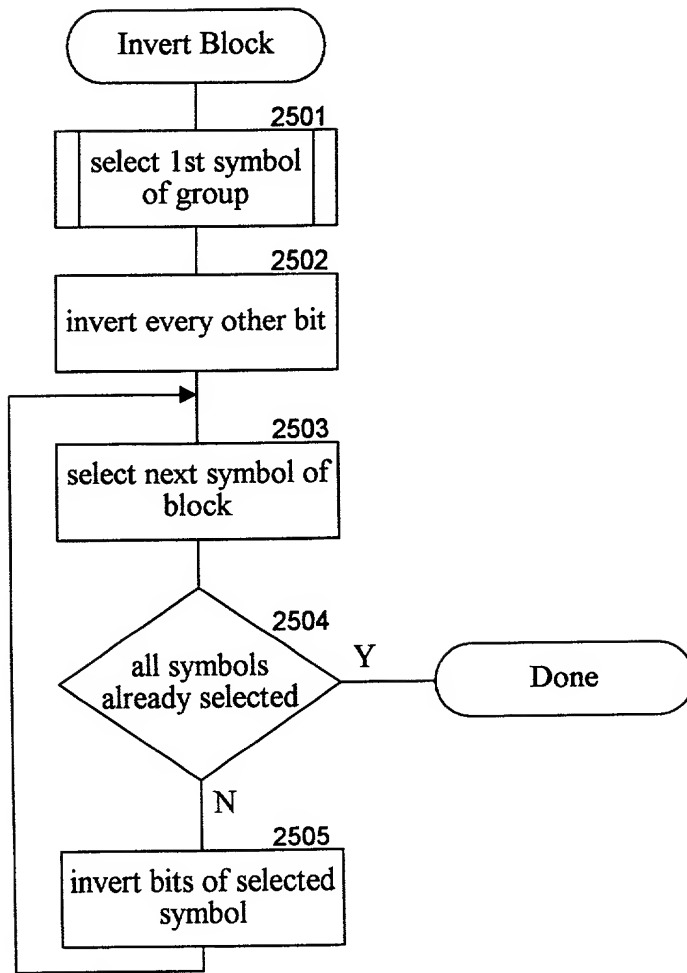 Invert Block
2501
select 1st symbol
of group
2502
invert every other bit
2503
select next symbol of
block
2504
all symbols
already selected
Y
Done
N
2505
invert bits of selected
symbol